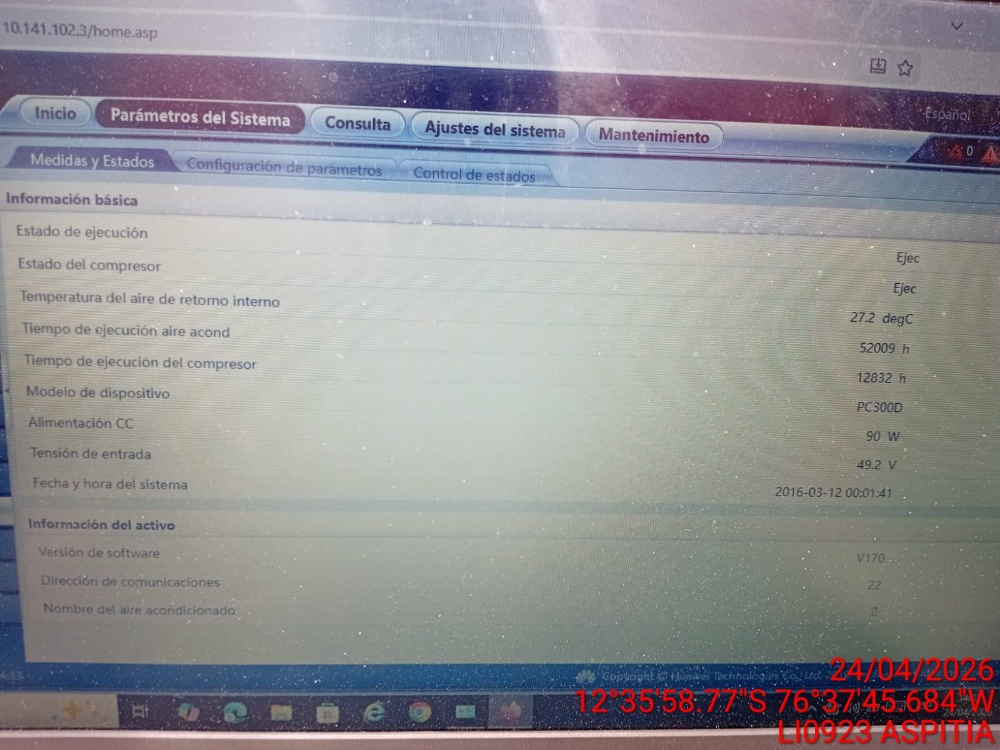 10.141.102.3/home.asp
Español
Inicio Parámetros del Sistema Consulta Ajustes del sistema Mantenimiento
0
Medidas y Estados Configuración de parámetros Control de estados
Información básica
Estado de ejecución Ejec
Estado del compresor Ejec
Temperatura del aire de retorno interno 27.2 degC
Tiempo de ejecución aire acond 52009 h
Tiempo de ejecución del compresor 12832 h
Modelo de dispositivo PC300D
Alimentación CC 90 W
Tensión de entrada 49.2 V
Fecha y hora del sistema 2016-03-12 00:01:41
Información del activo
Versión de software V170
Dirección de comunicaciones 22
Nombre del aire acondicionado 2
Copyright © Huawei Technologies Co., Ltd.
24/04/2026
12°35'58.77"S 76°37'45.684"W
LI0923 ASPITIA